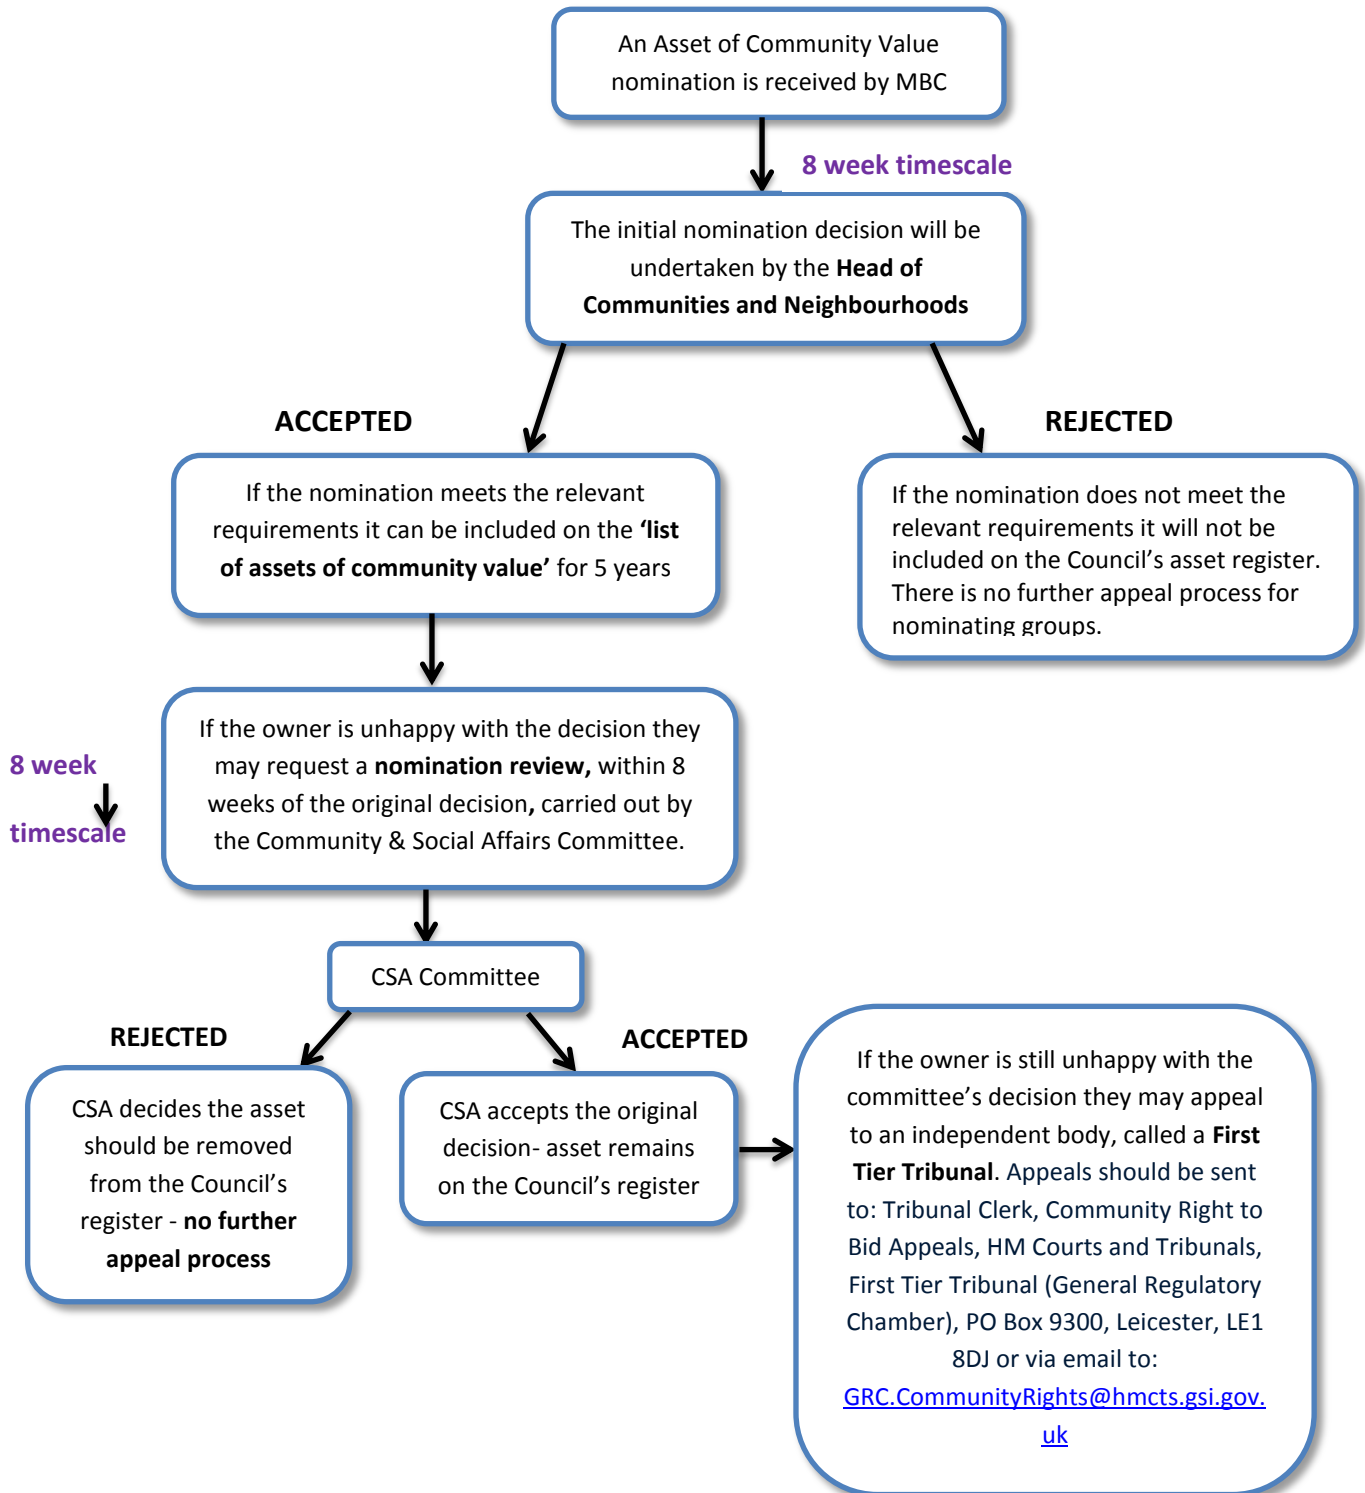 An Asset of Community Value
nomination is received by MBC
8 week timescale
The initial nomination decision will be
undertaken by the Head of
Communities and Neighbourhoods
ACCEPTED
REJECTED
If the nomination meets the relevant
requirements it can be included on the ‘list
of assets of community value’ for 5 years
If the nomination does not meet the
relevant requirements it will not be
included on the Council’s asset register.
There is no further appeal process for
nominating groups.
If the owner is unhappy with the decision they
may request a nomination review, within 8
weeks of the original decision, carried out by
the Community & Social Affairs Committee.
8 week
timescale
CSA Committee
REJECTED
ACCEPTED
CSA decides the asset
should be removed
from the Council’s
register - no further
appeal process
CSA accepts the original
decision- asset remains
on the Council’s register
If the owner is still unhappy with the
committee’s decision they may appeal
to an independent body, called a First
Tier Tribunal. Appeals should be sent
to: Tribunal Clerk, Community Right to
Bid Appeals, HM Courts and Tribunals,
First Tier Tribunal (General Regulatory
Chamber), PO Box 9300, Leicester, LE1
8DJ or via email to:
GRC.CommunityRights@hmcts.gsi.gov.
uk